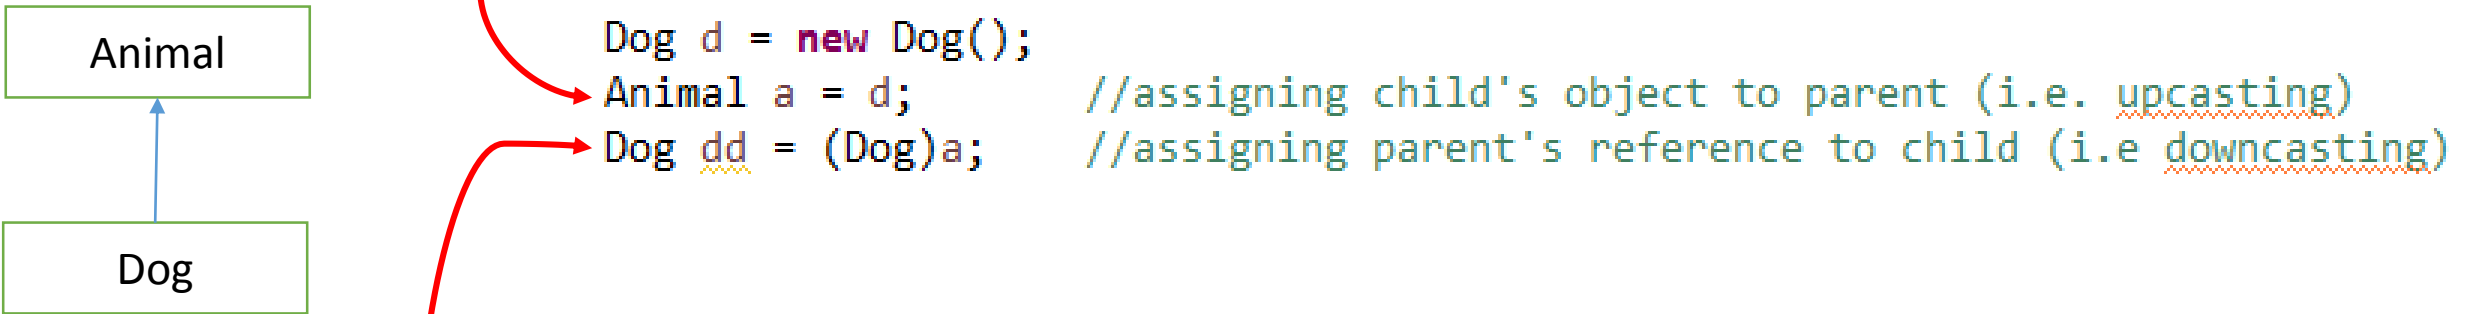 Animal
Dog
Dog d = new Dog();
Animal a = d; //assigning child's object to parent (i.e. upcasting)
Dog dd = (Dog)a; //assigning parent's reference to child (i.e downcasting)